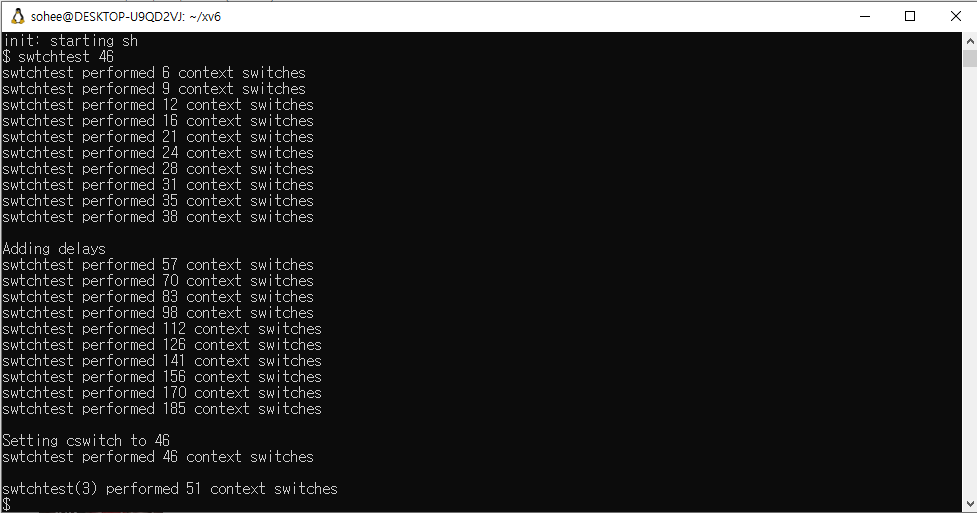 sohee@DESKTOP-U9QD2VJ: ~/xv6
init: starting sh
$ swtchtest 46
swtchtest performed 6 context switches
swtchtest performed 9 context switches
swtchtest performed 12 context switches
swtchtest performed 16 context switches
swtchtest performed 21 context switches
swtchtest performed 24 context switches
swtchtest performed 28 context switches
swtchtest performed 31 context switches
swtchtest performed 35 context switches
swtchtest performed 38 context switches
Adding delays
swtchtest performed 57 context switches
swtchtest performed 70 context switches
swtchtest performed 83 context switches
swtchtest performed 98 context switches
swtchtest performed 112 context switches
swtchtest performed 126 context switches
swtchtest performed 141 context switches
swtchtest performed 156 context switches
swtchtest performed 170 context switches
swtchtest performed 185 context switches
Setting cswitch to 46
swtchtest performed 46 context switches
swtchtest(3) performed 51 context switches
$